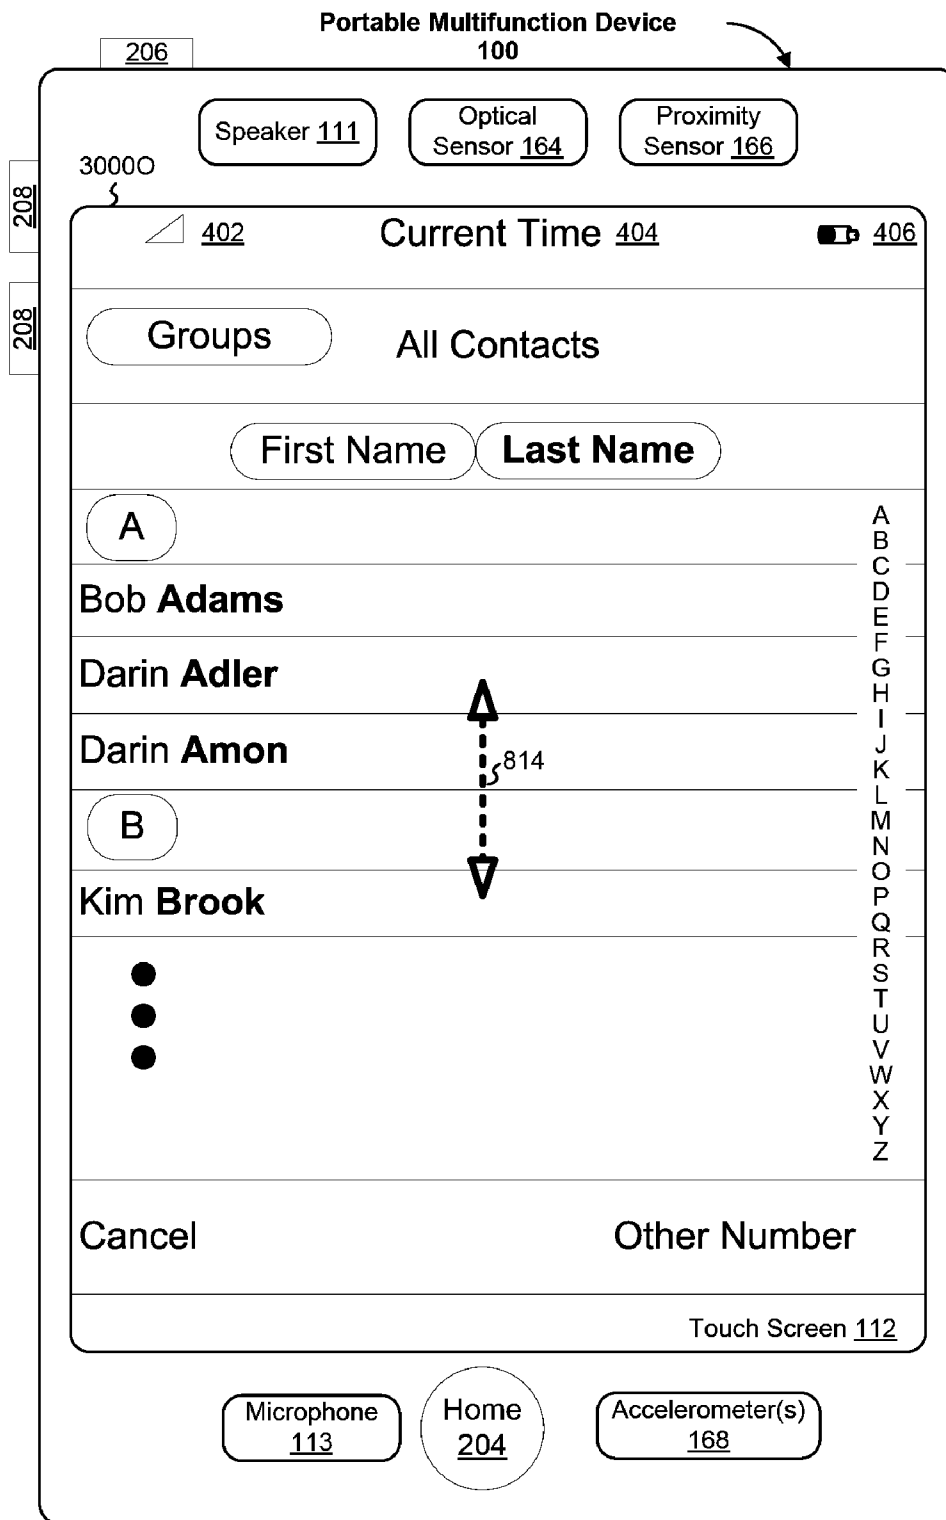 Portable Multifunction Device
100
206
Speaker 111
Optical
Sensor 164
Proximity
Sensor 166
3000O
208
208
402
Current Time 404
406
Groups
All Contacts
First Name
Last Name
A
Bob Adams
Darin Adler
Darin Amon
814
B
Kim Brook
A
B
C
D
E
F
G
H
I
J
K
L
M
N
O
P
Q
R
S
T
U
V
W
X
Y
Z
Cancel
Other Number
Touch Screen 112
Microphone
113
Home
204
Accelerometer(s)
168